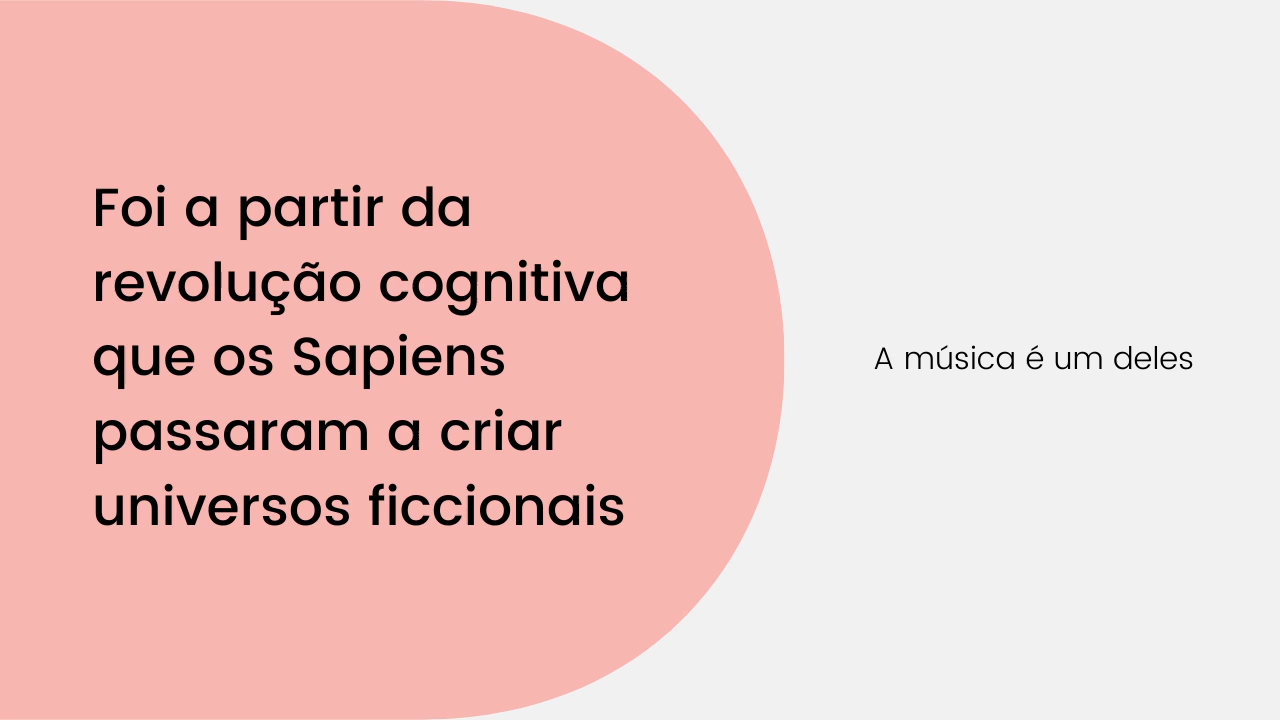 Foi a partir da
revolução cognitiva
que os Sapiens
passaram a criar
universos ficcionais
A música é um deles